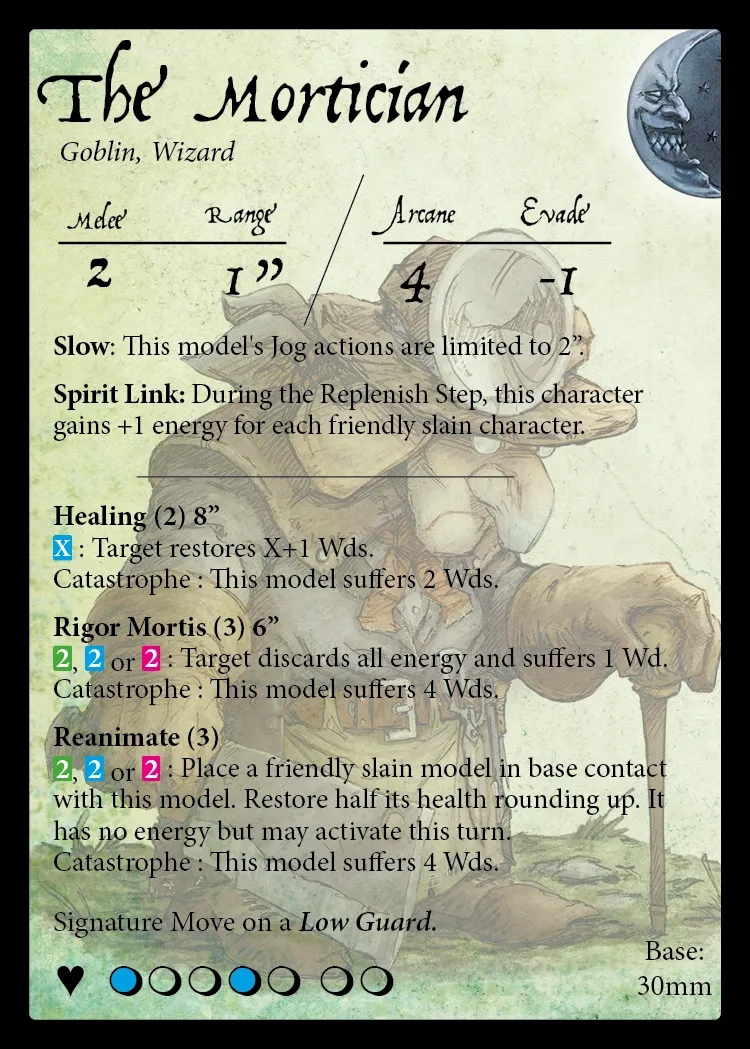 The Mortician
Goblin, Wizard
Melee Range Arcane Evade
2 1” 4 -1
Slow: This model's Jog actions are limited to 2”.
Spirit Link: During the Replenish Step, this character
gains +1 energy for each friendly slain character.
Healing (2) 8”
X : Target restores X+1 Wds.
Catastrophe : This model suffers 2 Wds.
Rigor Mortis (3) 6”
2, 2 or 2 : Target discards all energy and suffers 1 Wd.
Catastrophe : This model suffers 4 Wds.
Reanimate (3)
2, 2 or 2 : Place a friendly slain model in base contact
with this model. Restore half its health rounding up. It
has no energy but may activate this turn.
Catastrophe : This model suffers 4 Wds.
Signature Move on a Low Guard.
Base:
30mm